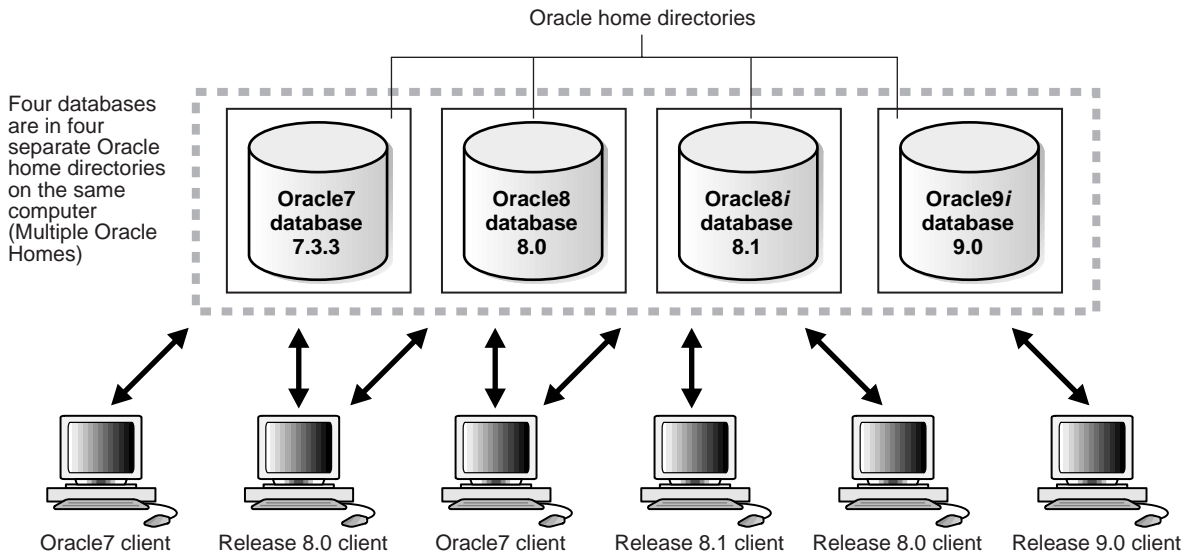 Oracle home directories
Four databases
are in four
separate Oracle
home directories
on the same
computer
(Multiple Oracle
Homes)
Oracle7
database
7.3.3
Oracle8
database
8.0
Oracle8i
database
8.1
Oracle9i
database
9.0
Oracle7 client
Release 8.0 client
Oracle7 client
Release 8.1 client
Release 8.0 client
Release 9.0 client